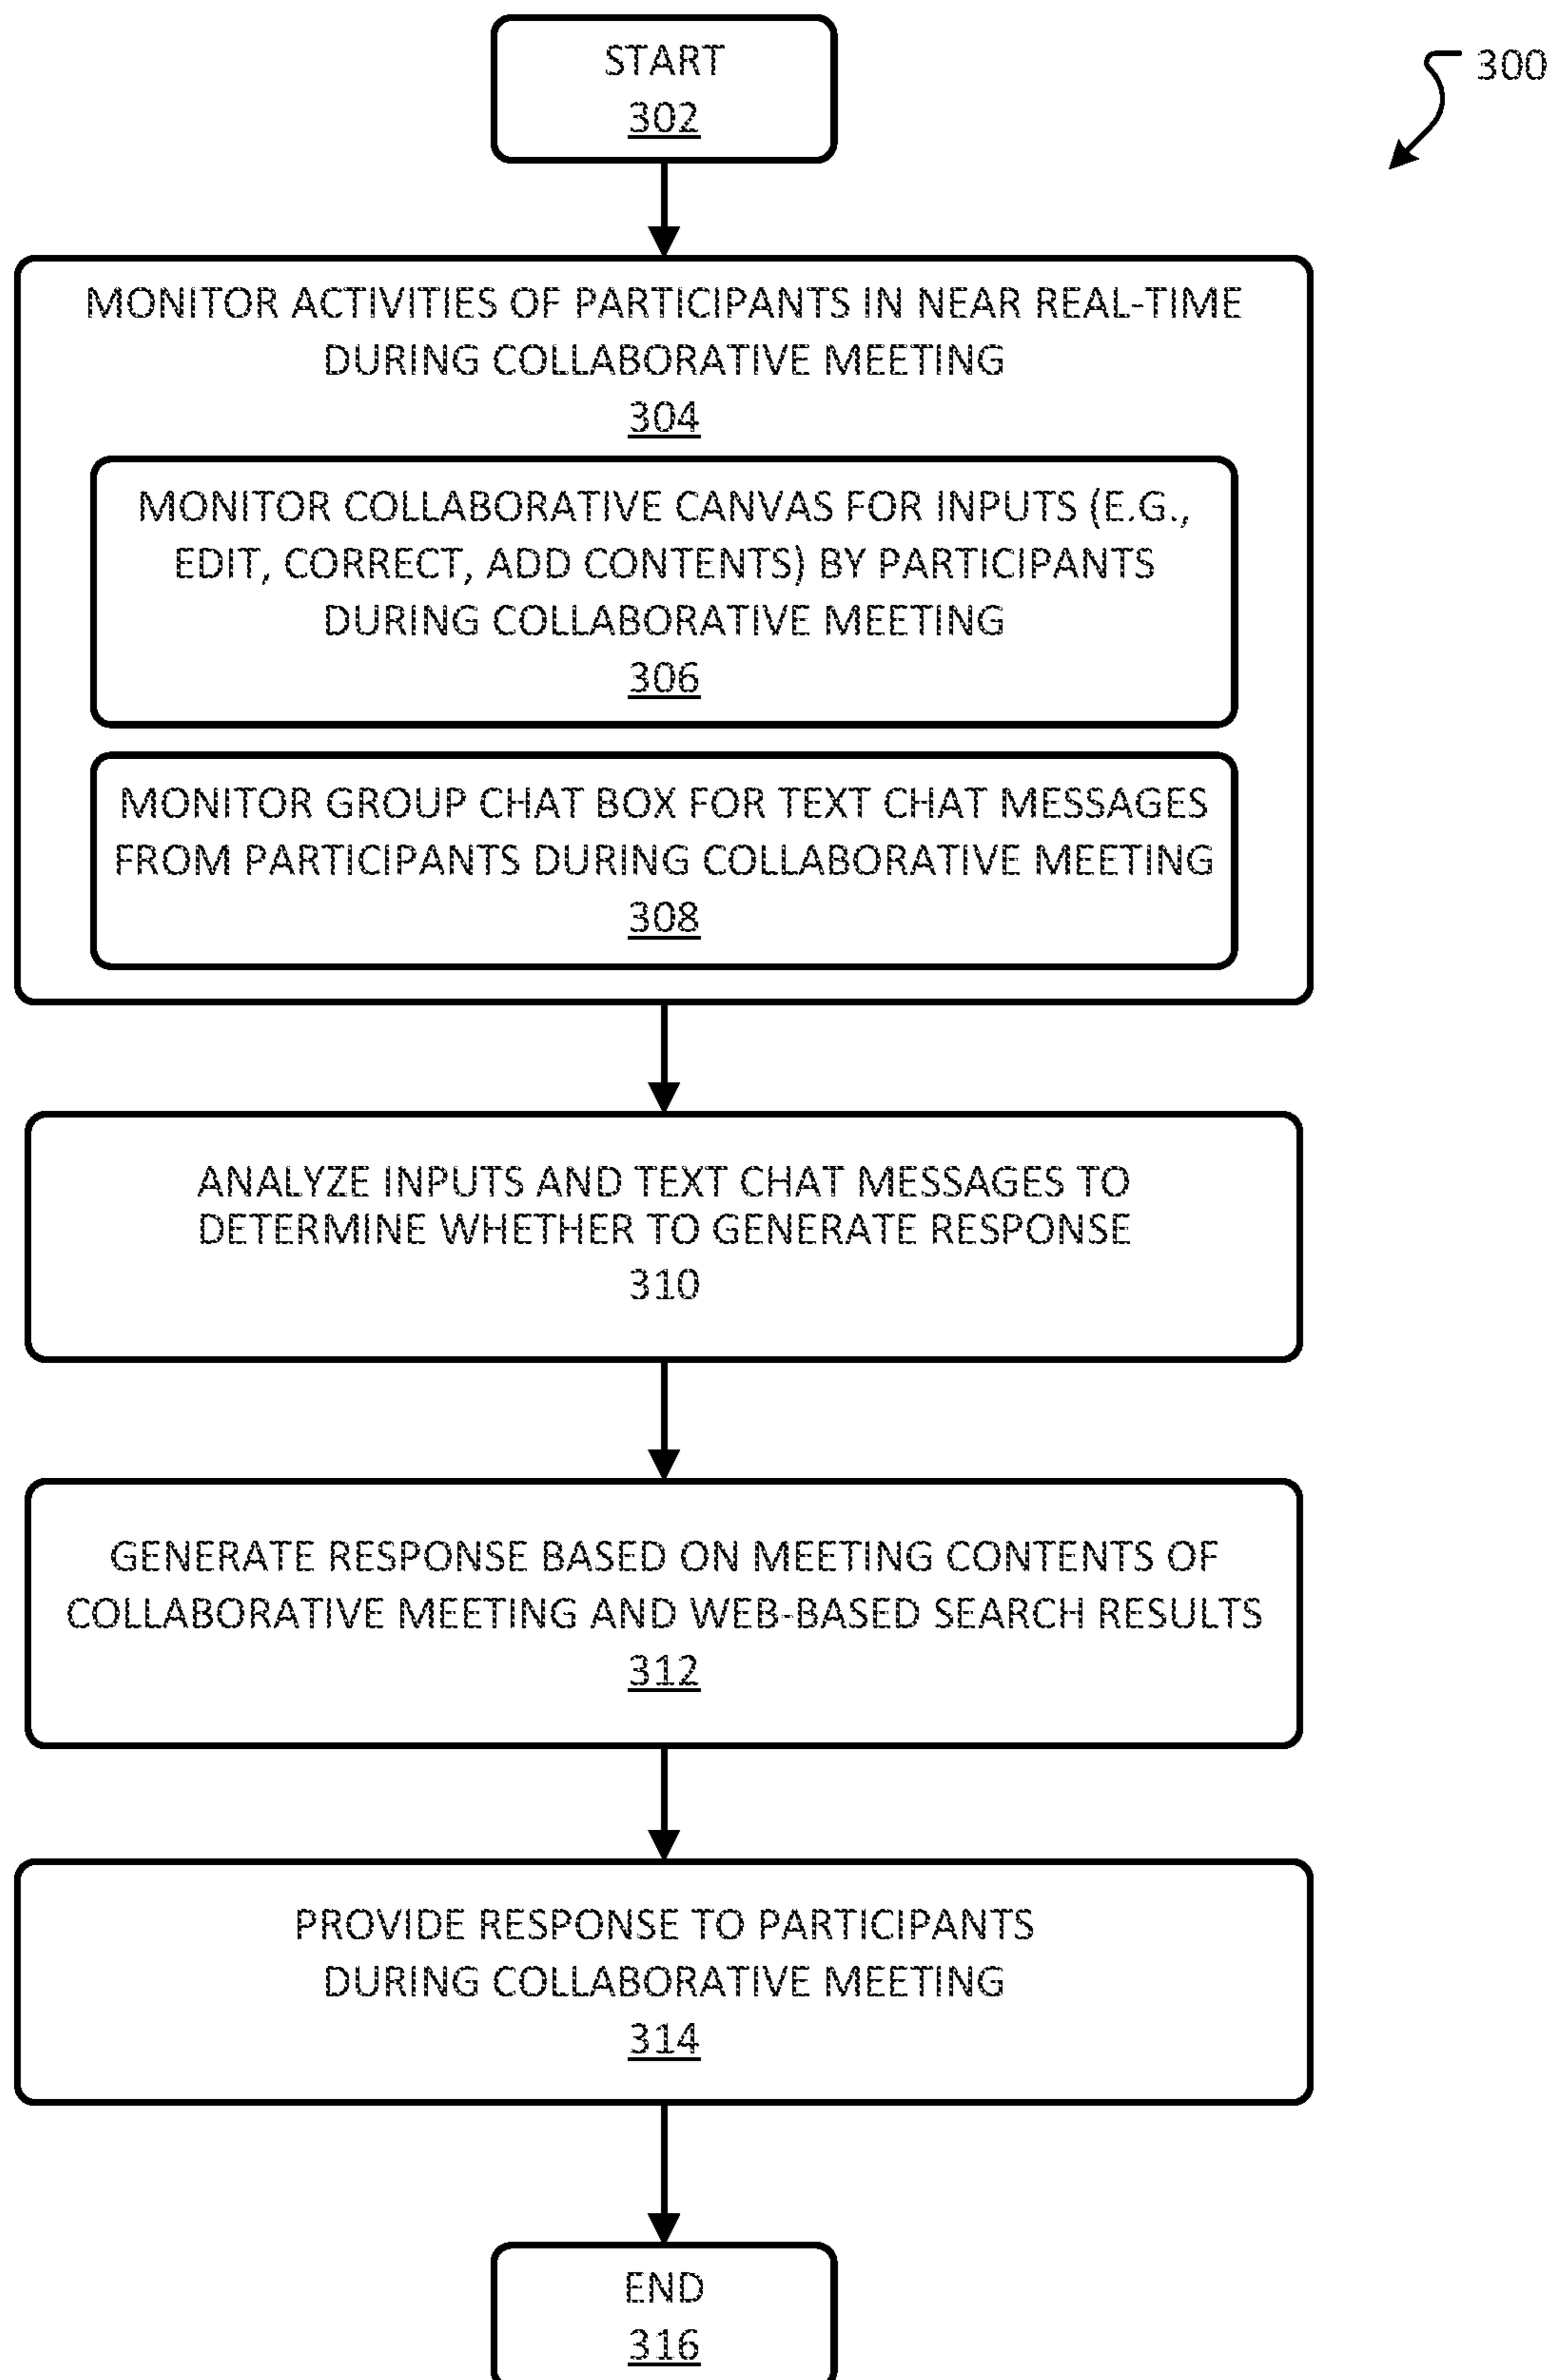 START
302
300
MONITOR ACTIVITIES OF PARTICIPANTS IN NEAR REAL-TIME
DURING COLLABORATIVE MEETING
304
MONITOR COLLABORATIVE CANVAS FOR INPUTS (E.G.,
EDIT, CORRECT, ADD CONTENTS) BY PARTICIPANTS
DURING COLLABORATIVE MEETING
306
MONITOR GROUP CHAT BOX FOR TEXT CHAT MESSAGES
FROM PARTICIPANTS DURING COLLABORATIVE MEETING
308
ANALYZE INPUTS AND TEXT CHAT MESSAGES TO
DETERMINE WHETHER TO GENERATE RESPONSE
310
GENERATE RESPONSE BASED ON MEETING CONTENTS OF
COLLABORATIVE MEETING AND WEB-BASED SEARCH RESULTS
312
PROVIDE RESPONSE TO PARTICIPANTS
DURING COLLABORATIVE MEETING
314
END
316